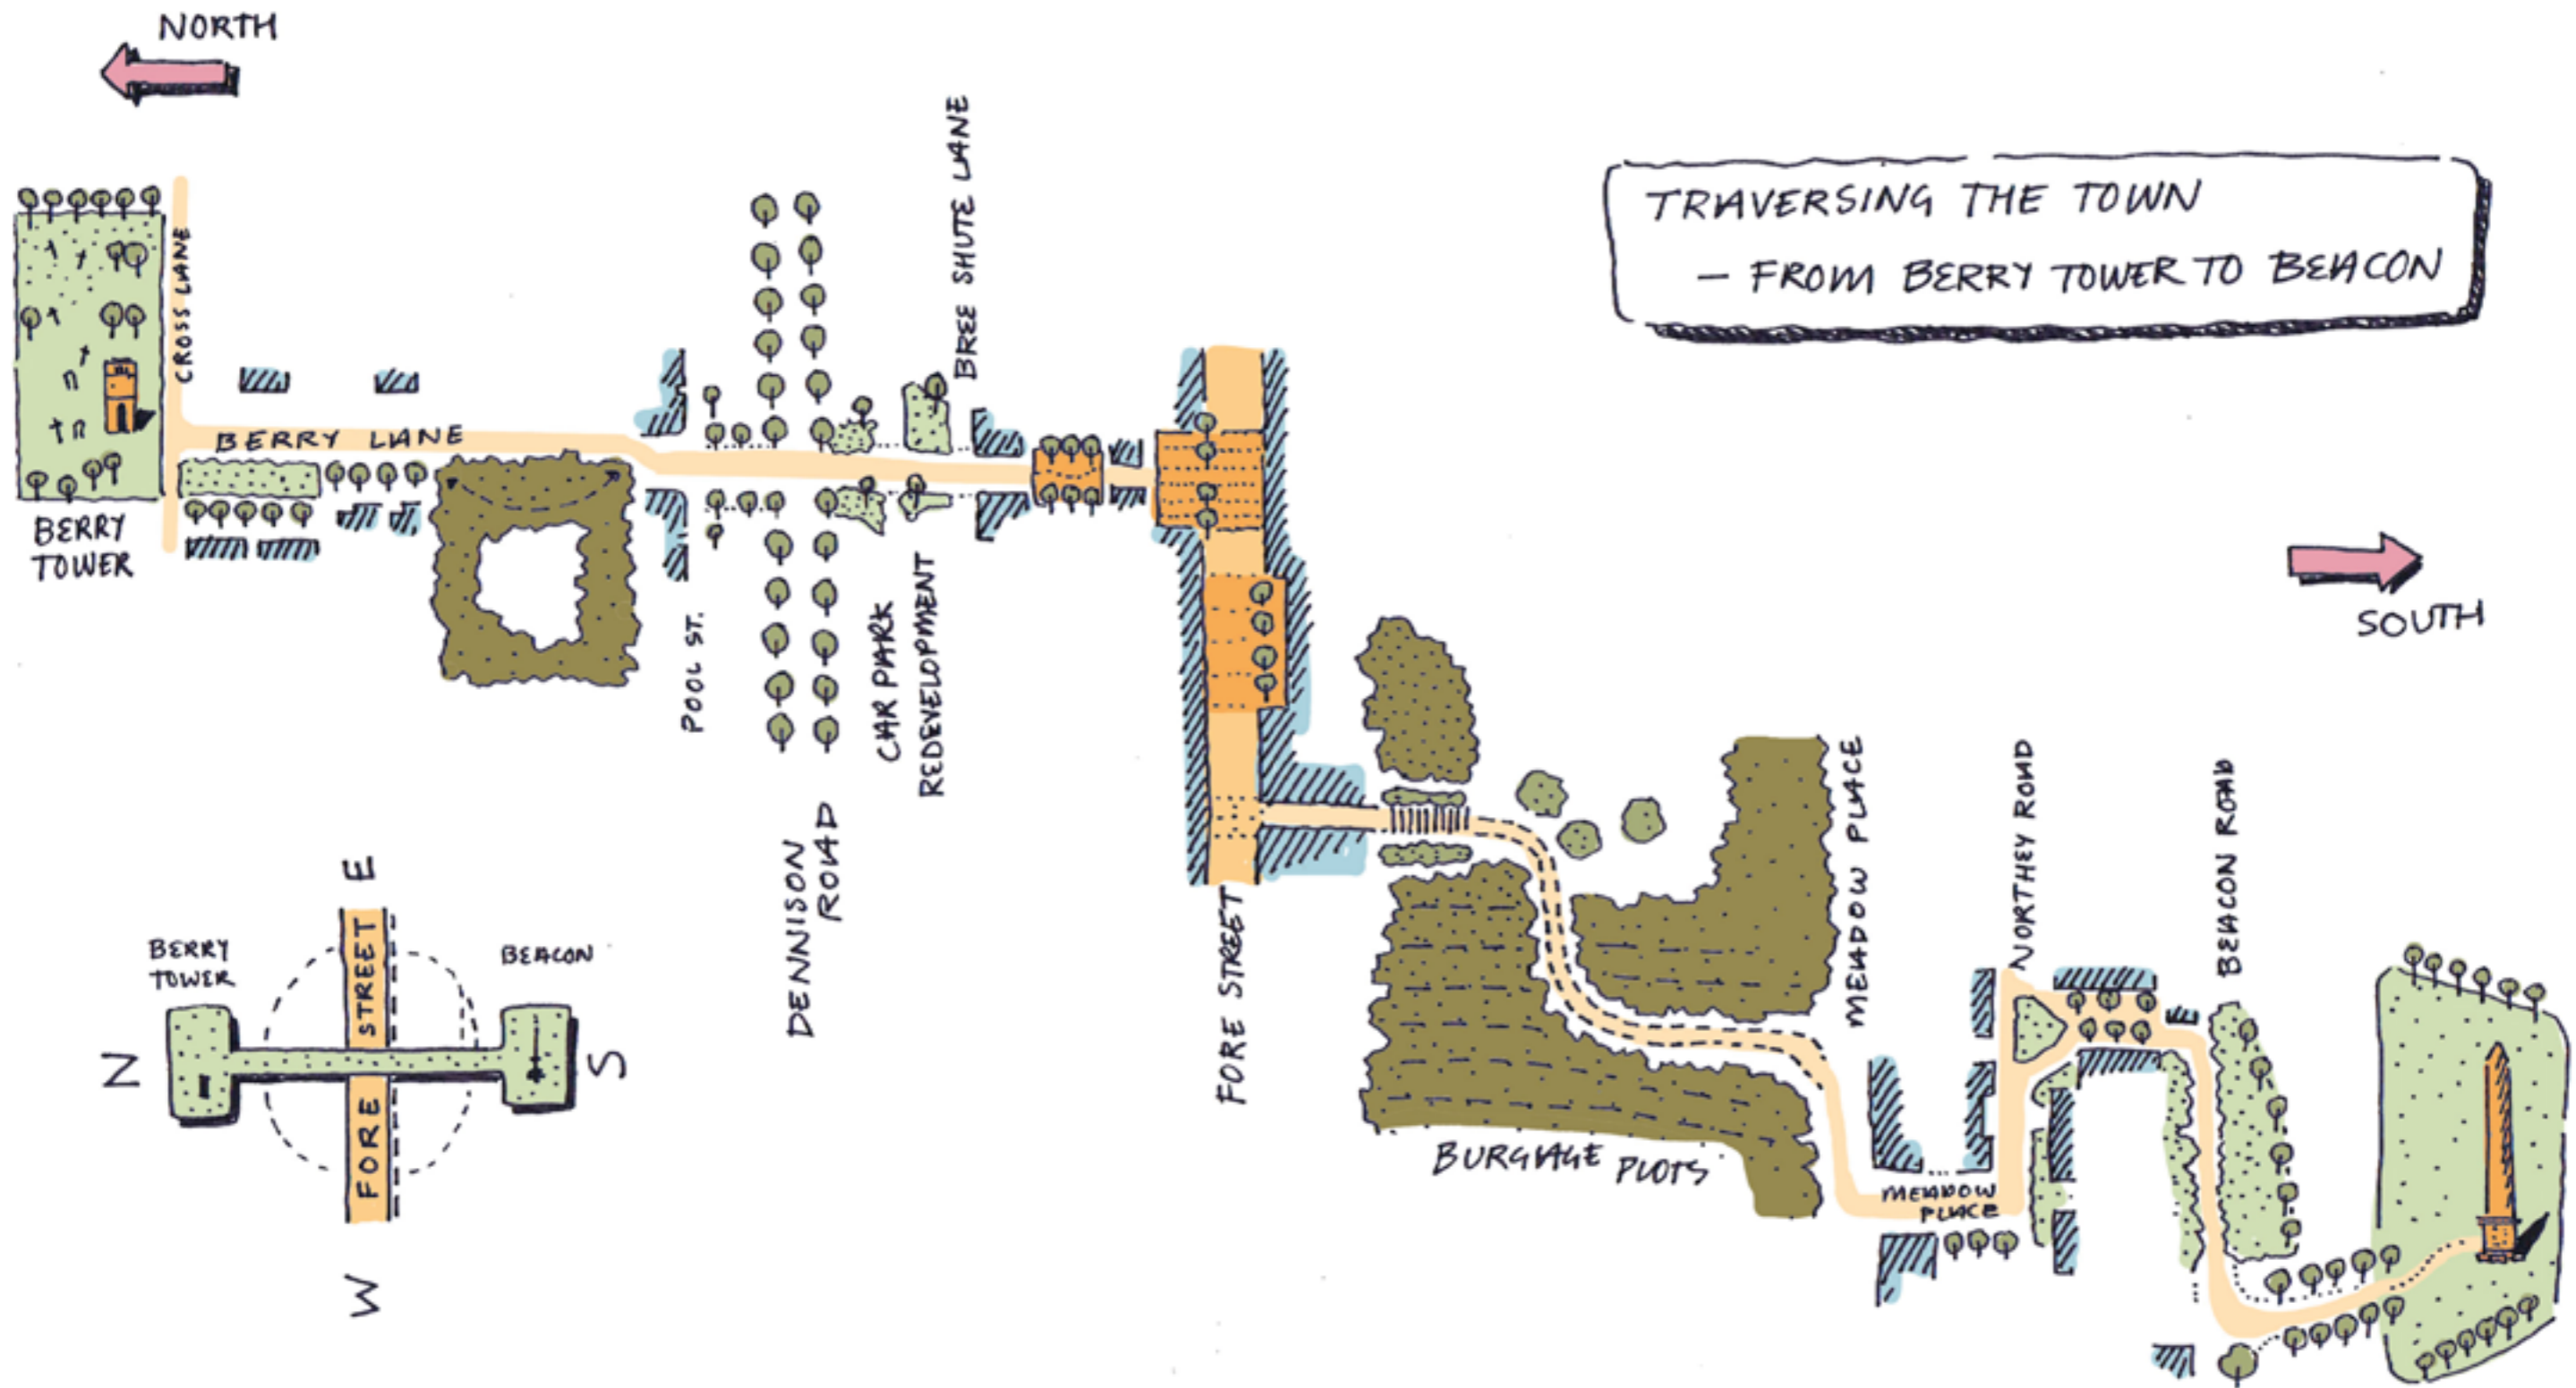 NORTH
TRAVERSING THE TOWN
– FROM BERRY TOWER TO BEACON
CROSS LANE
BERRY LANE
BERRY
TOWER
BREE SHUTE LANE
POOL ST.
DENNISON
ROAD
CAR PARK
REDEVELOPMENT
FORE STREET
SOUTH
BURGAGE PLOTS
MEADOW PLACE
MEADOW
PLACE
NORTHEY ROAD
BEACON ROAD
E
BERRY
TOWER
BEACON
N
S
FORE STREET
W